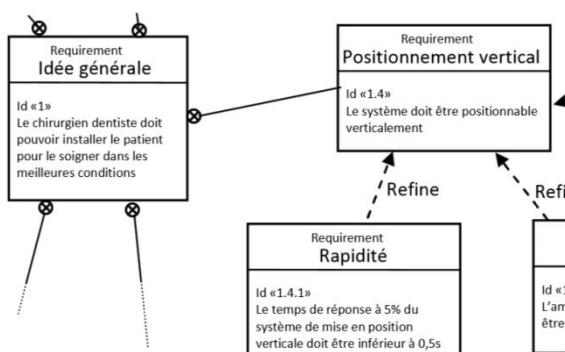 Requirement
Idée générale
Id «1»
Le chirurgien dentiste doit
pouvoir installer le patient
pour le soigner dans les
meilleures conditions
Requirement
Positionnement vertical
Id «1.4»
Le système doit être positionnable
verticalement
Refine
Requirement
Rapidité
Id «1.4.1»
Le temps de réponse à 5% du
système de mise en position
verticale doit être inférieur à 0,5s
être